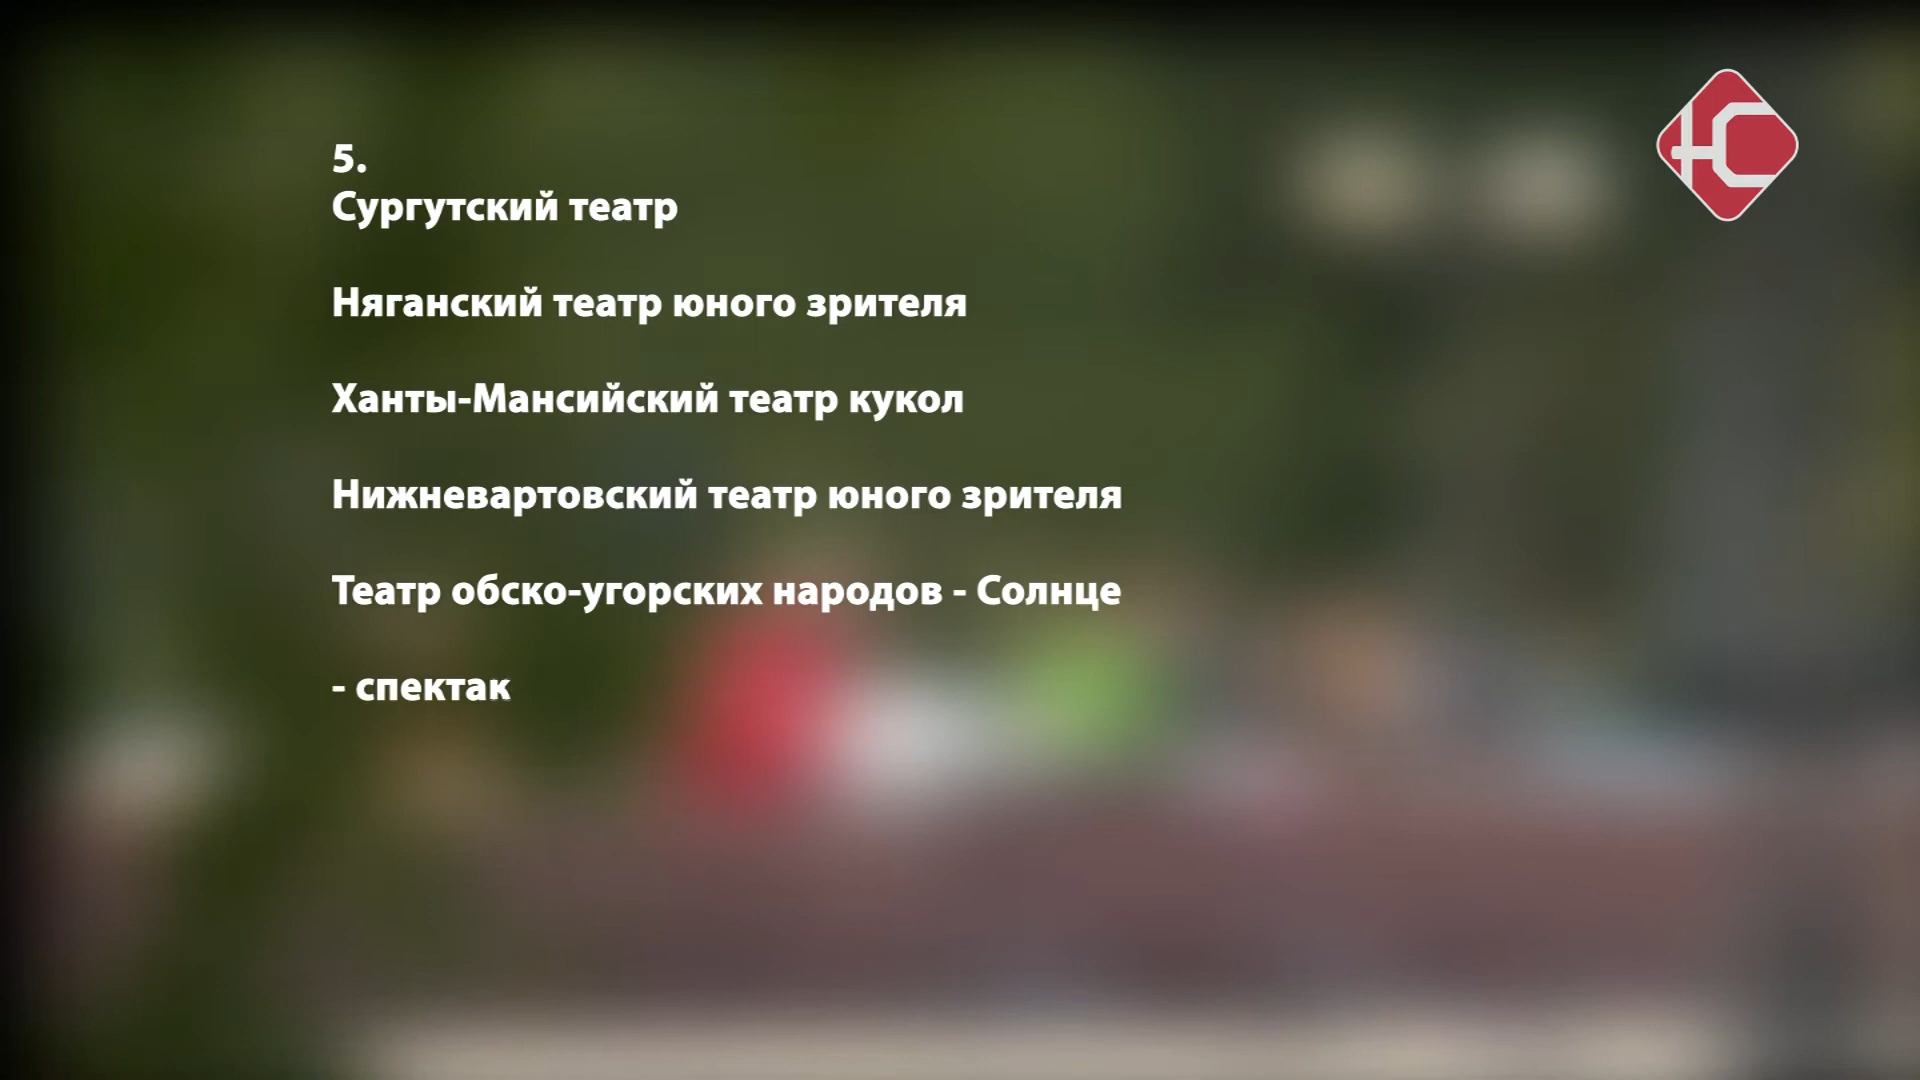 5.
Сургутский театр
Няганский театр юного зрителя
Ханты-Мансийский театр кукол
Нижневартовский театр юного зрителя
Театр обско-угорских народов - Солнце
- спектак